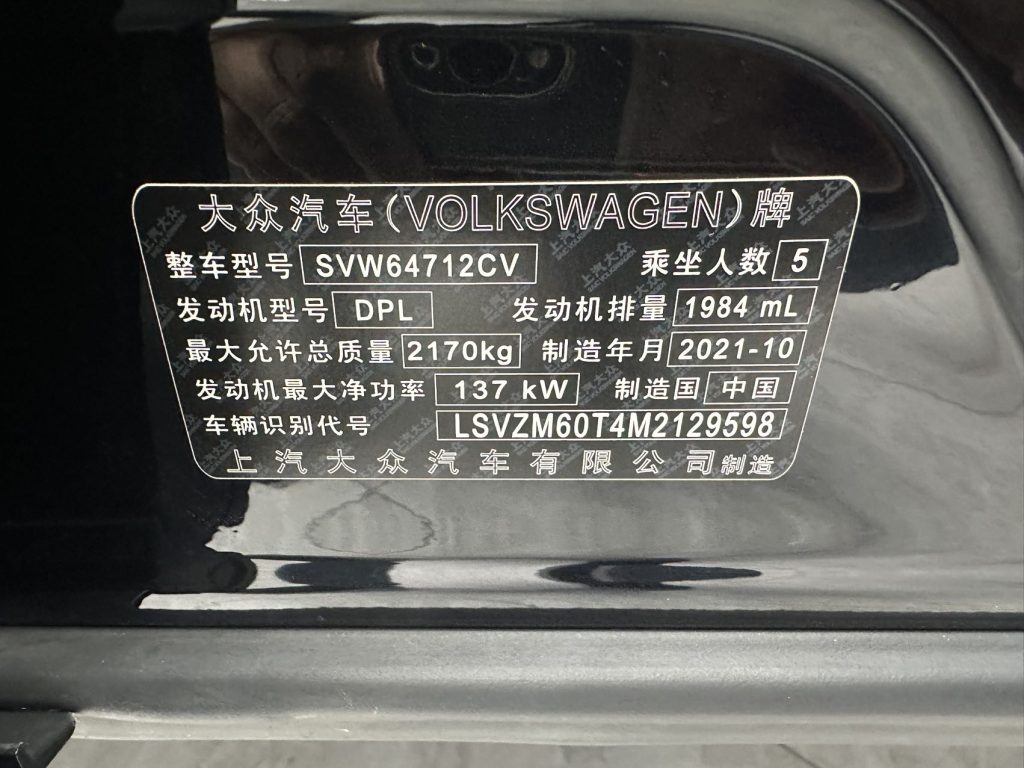 大众汽车(VOLKSWAGEN)牌
整车型号 SVW64712CV 乘坐人数 5
发动机型号 DPL 发动机排量 1984 mL
最大允许总质量 2170kg 制造年月 2021-10
发动机最大净功率 137 kW 制造国 中国
车辆识别代号 LSVZM60T4M2129598
上汽大众汽车有限公司制造